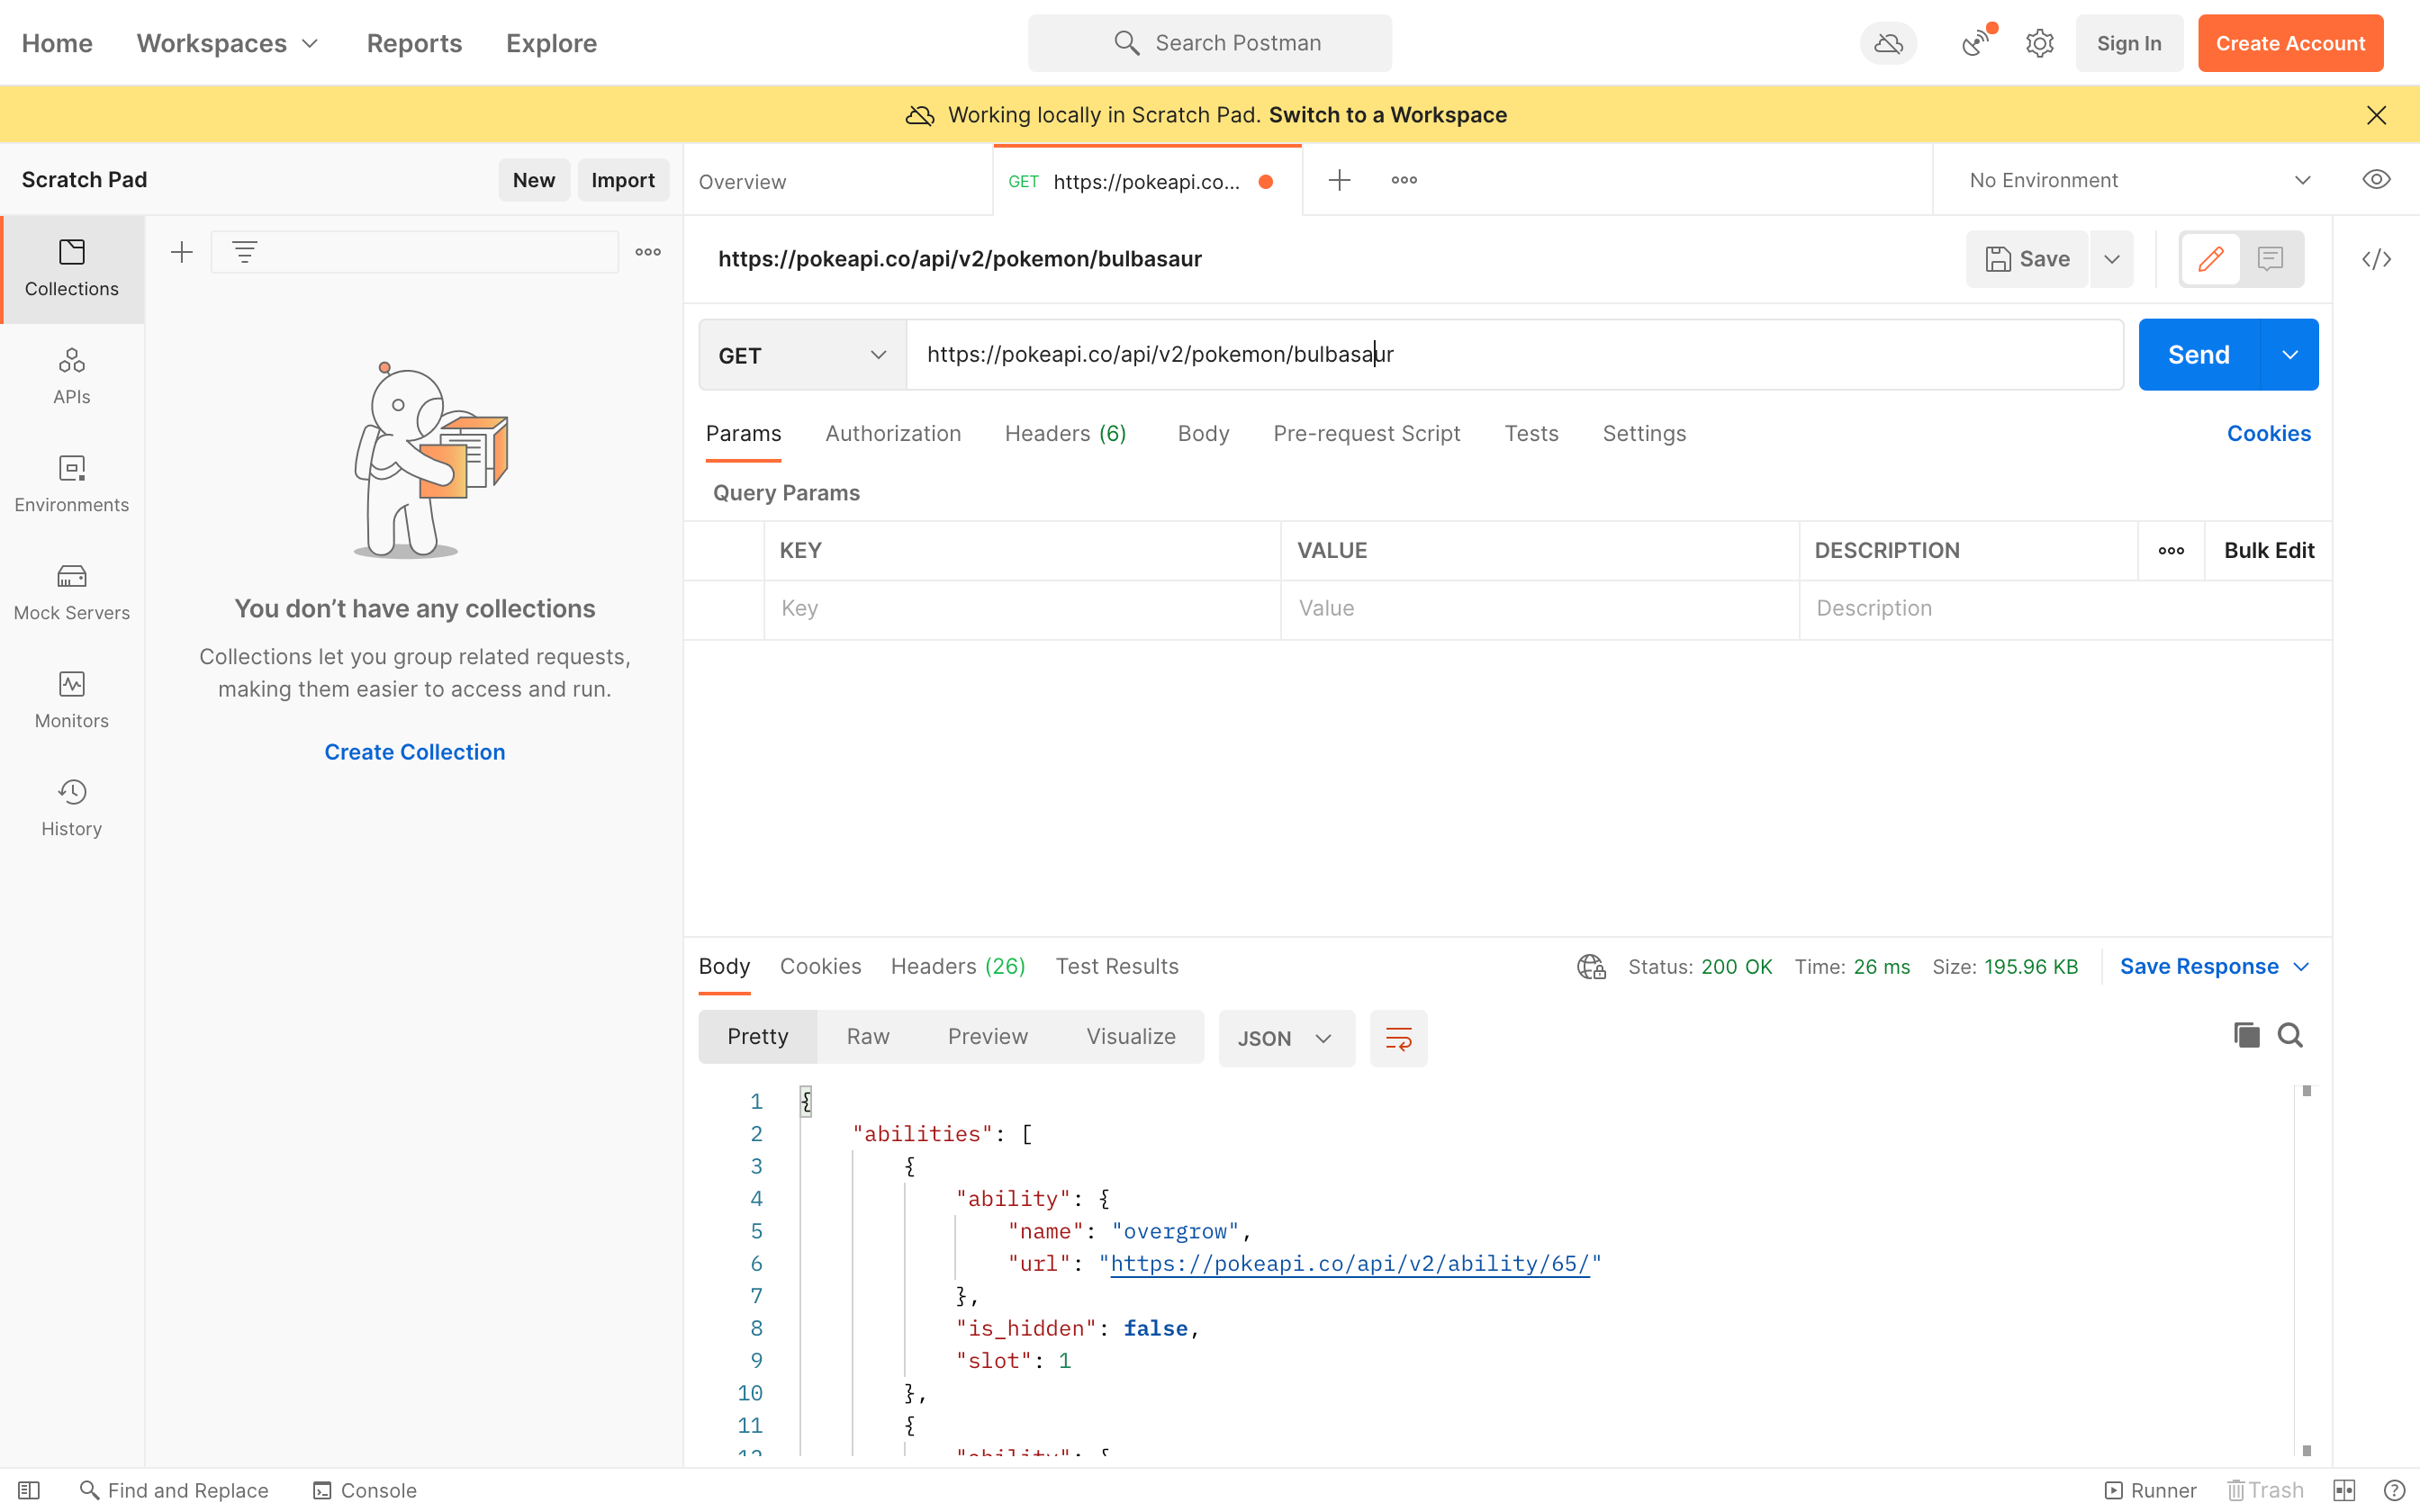 Home Workspaces Reports Explore Search Postman Sign In Create Account
Working locally in Scratch Pad. Switch to a Workspace
Scratch Pad New Import Overview GET https://pokeapi.co... No Environment
Collections
APIs
Environments
Mock Servers
Monitors
History
You don’t have any collections
Collections let you group related requests,
making them easier to access and run.
Create Collection
https://pokeapi.co/api/v2/pokemon/bulbasaur Save
GET https://pokeapi.co/api/v2/pokemon/bulbasaur Send
Params Authorization Headers (6) Body Pre-request Script Tests Settings Cookies
Query Params
KEY VALUE DESCRIPTION Bulk Edit
Key Value Description
Body Cookies Headers (26) Test Results Status: 200 OK Time: 26 ms Size: 195.96 KB Save Response
Pretty Raw Preview Visualize JSON
1 {
2 "abilities": [
3 {
4 "ability": {
5 "name": "overgrow",
6 "url": "https://pokeapi.co/api/v2/ability/65/"
7 },
8 "is_hidden": false,
9 "slot": 1
10 },
11 {
12 "ability": {
Find and Replace Console Runner Trash